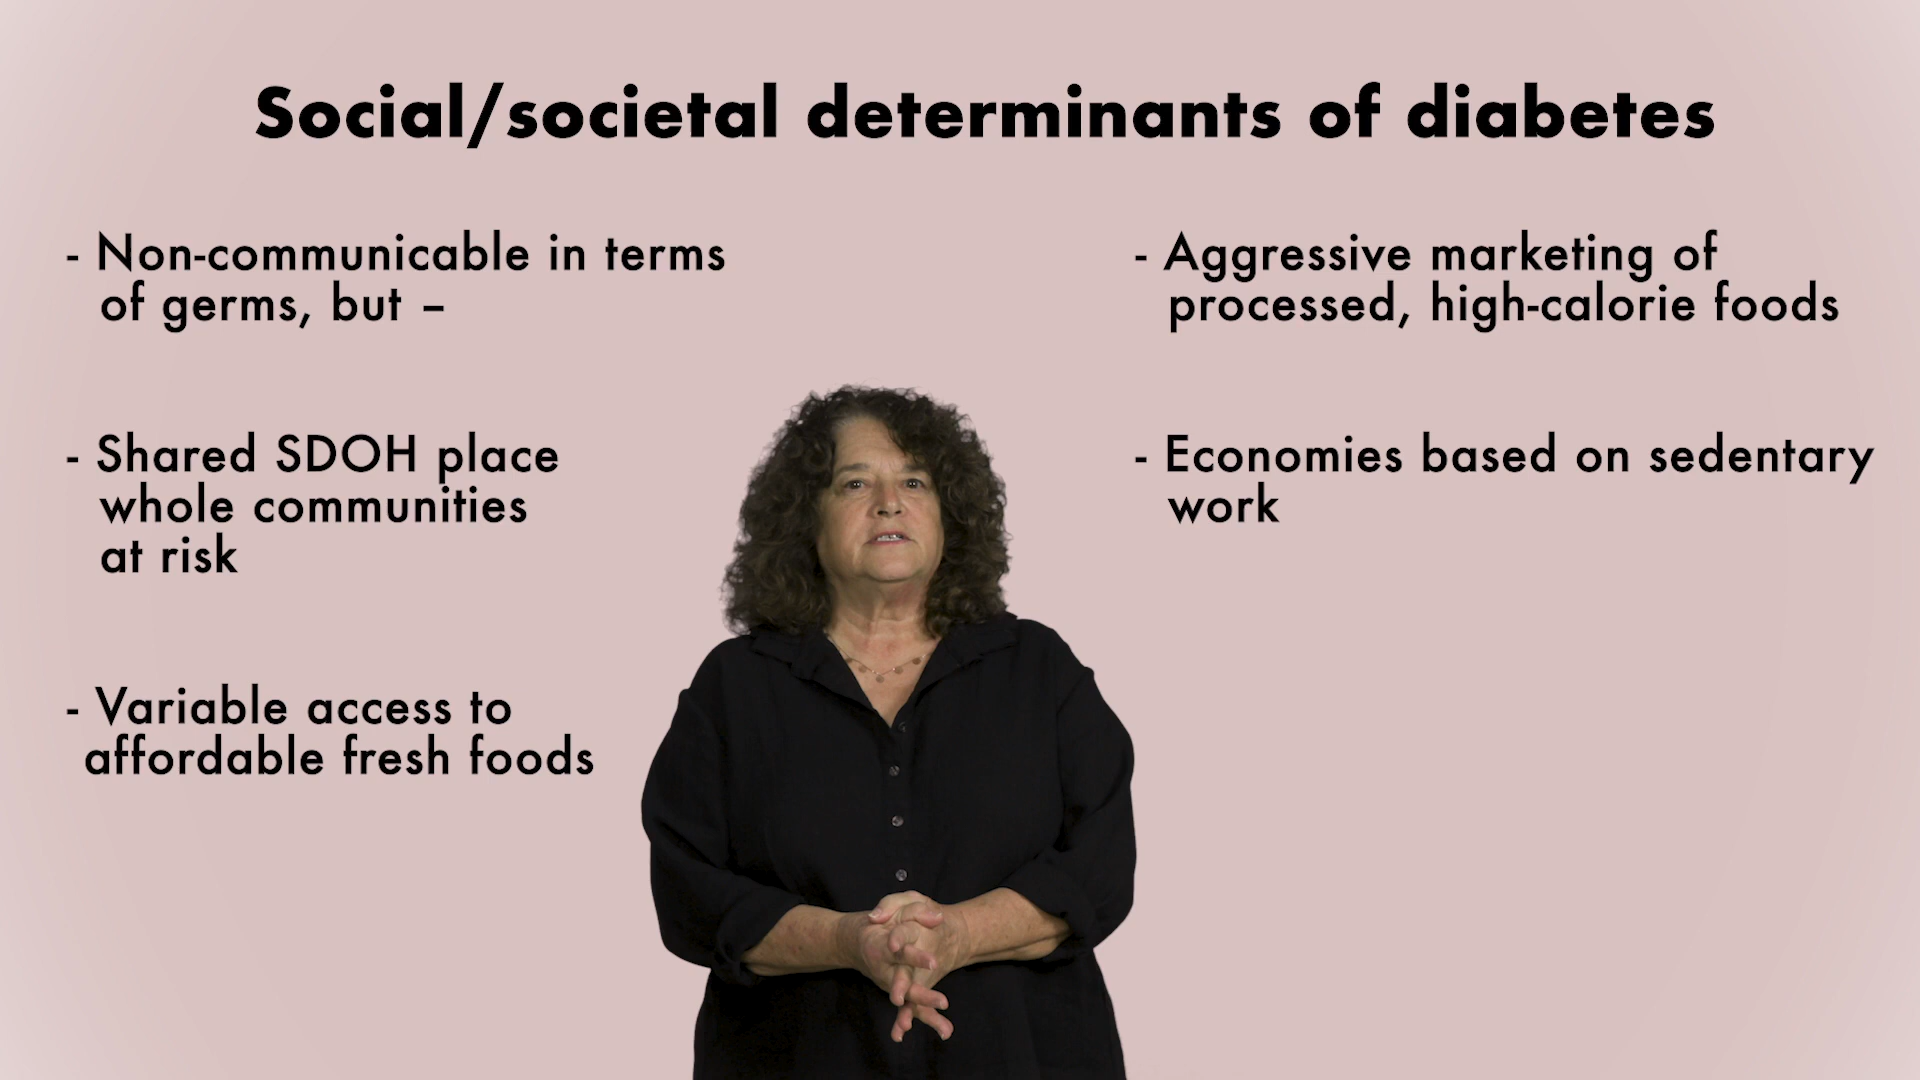 Social/societal determinants of diabetes
- Non-communicable in terms
of germs, but –
- Shared SDOH place
whole communities
at risk
- Variable access to
affordable fresh foods
- Aggressive marketing of
processed, high-calorie foods
- Economies based on sedentary
work